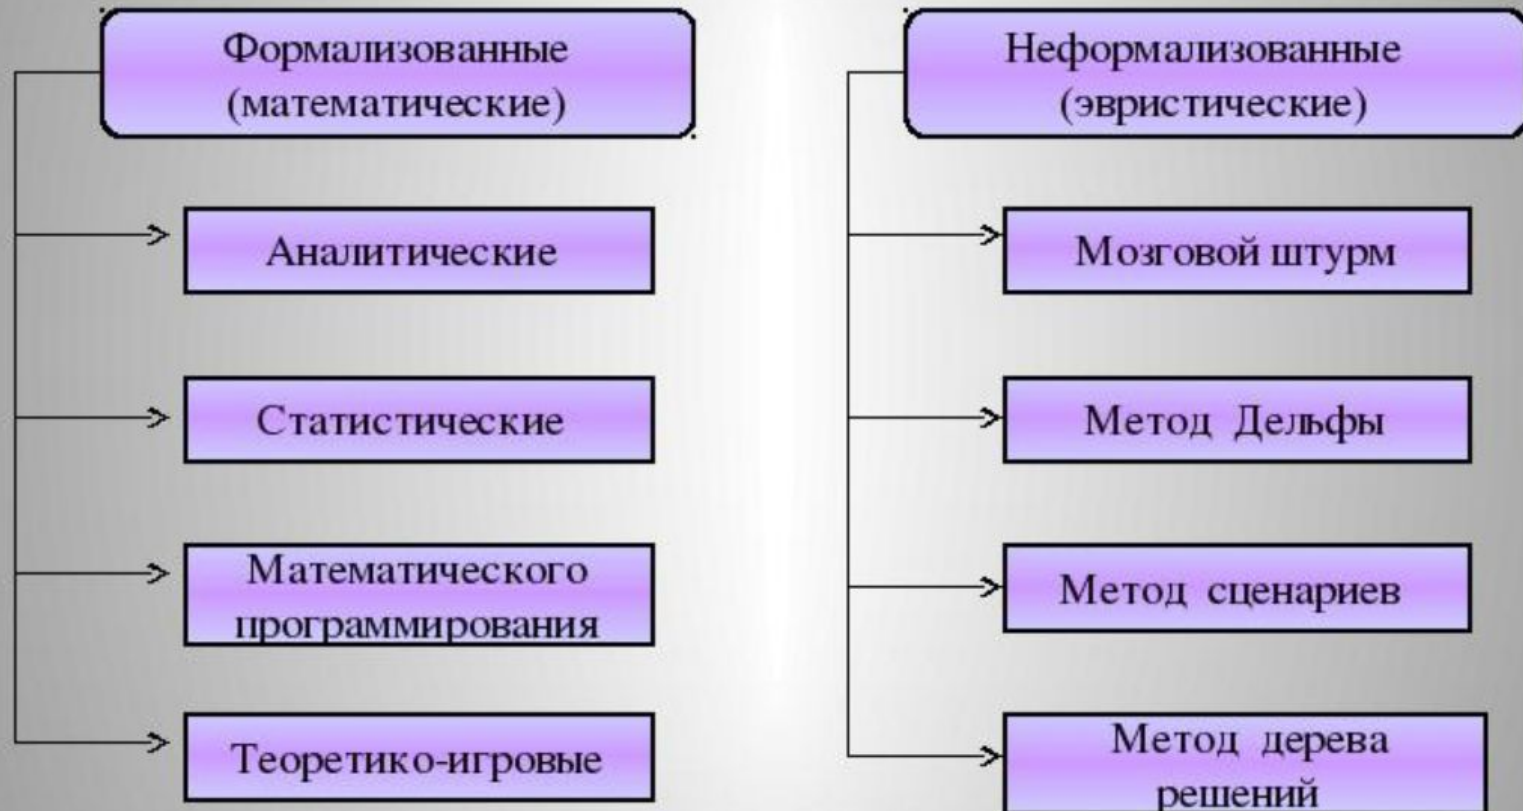 Формализованные
(математические)
Аналитические
Статистические
Математического
программирования
Теоретико-игровые
Неформализованные
(эвристические)
Мозговой штурм
Метод Дельфы
Метод сценариев
Метод дерева
решений